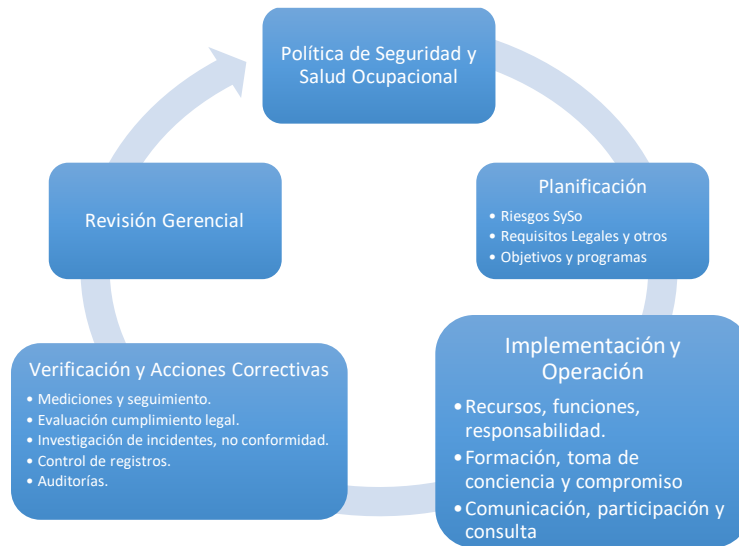 Política de Seguridad y
Salud Ocupacional
Planificación
• Riesgos SySo
• Requisitos Legales y otros
• Objetivos y programas
Implementación y
Operación
•Recursos, funciones,
responsabilidad.
•Formación, toma de
conciencia y compromiso
•Comunicación, participación y
consulta
Verificación y Acciones Correctivas
• Mediciones y seguimiento.
• Evaluación cumplimiento legal.
• Investigación de incidentes, no conformidad.
• Control de registros.
• Auditorías.
Revisión Gerencial